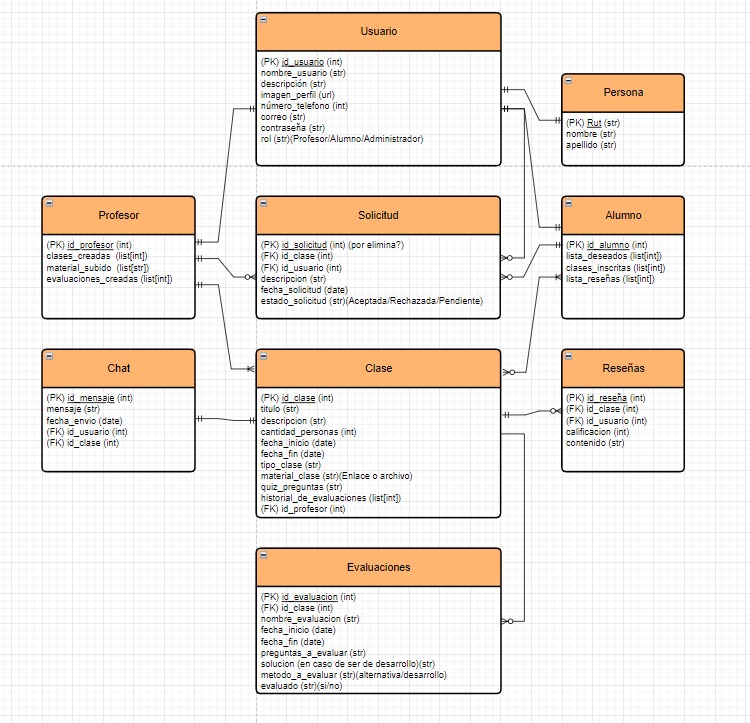 Usuario
(PK) id_usuario (int)
nombre_usuario (str)
descripción (str)
imagen_perfil (url)
número_telefono (int)
correo (str)
contraseña (str)
rol (str)(Profesor/Alumno/Administrador)
Persona
(PK) Rut (str)
nombre (str)
apellido (str)
Profesor
(PK) id_profesor (int)
clases_creadas (list[int])
material_subido (list[str])
evaluaciones_creadas (list[int])
Solicitud
(PK) id_solicitud (int) (por elimina?)
(FK) id_clase (int)
(FK) id_usuario (int)
descripcion (str)
fecha_solicitud (date)
estado_solicitud (str)(Aceptada/Rechazada/Pendiente)
Alumno
(PK) id_alumno (int)
lista_deseados (list[int])
clases_inscritas (list[int])
lista_reseñas (list[int])
Chat
(PK) id_mensaje (int)
mensaje (str)
fecha_envio (date)
(FK) id_usuario (int)
(FK) id_clase (int)
Clase
(PK) id_clase (int)
titulo (str)
descripcion (str)
cantidad_personas (int)
fecha_inicio (date)
fecha_fin (date)
tipo_clase (str)
material_clase (str)(Enlace o archivo)
quiz_preguntas (str)
historial_de_evaluaciones (list[int])
(FK) id_profesor (int)
Reseñas
(PK) id_reseña (int)
(FK) id_clase (int)
(FK) id_usuario (int)
calificacion (int)
contenido (str)
Evaluaciones
(PK) id_evaluacion (int)
(FK) id_clase (int)
nombre_evaluacion (str)
fecha_inicio (date)
fecha_fin (date)
preguntas_a_evaluar (str)
solucion (en caso de ser de desarrollo)(str)
metodo_a_evaluar (str)(alternativa/desarrollo)
evaluado (str)(si/no)